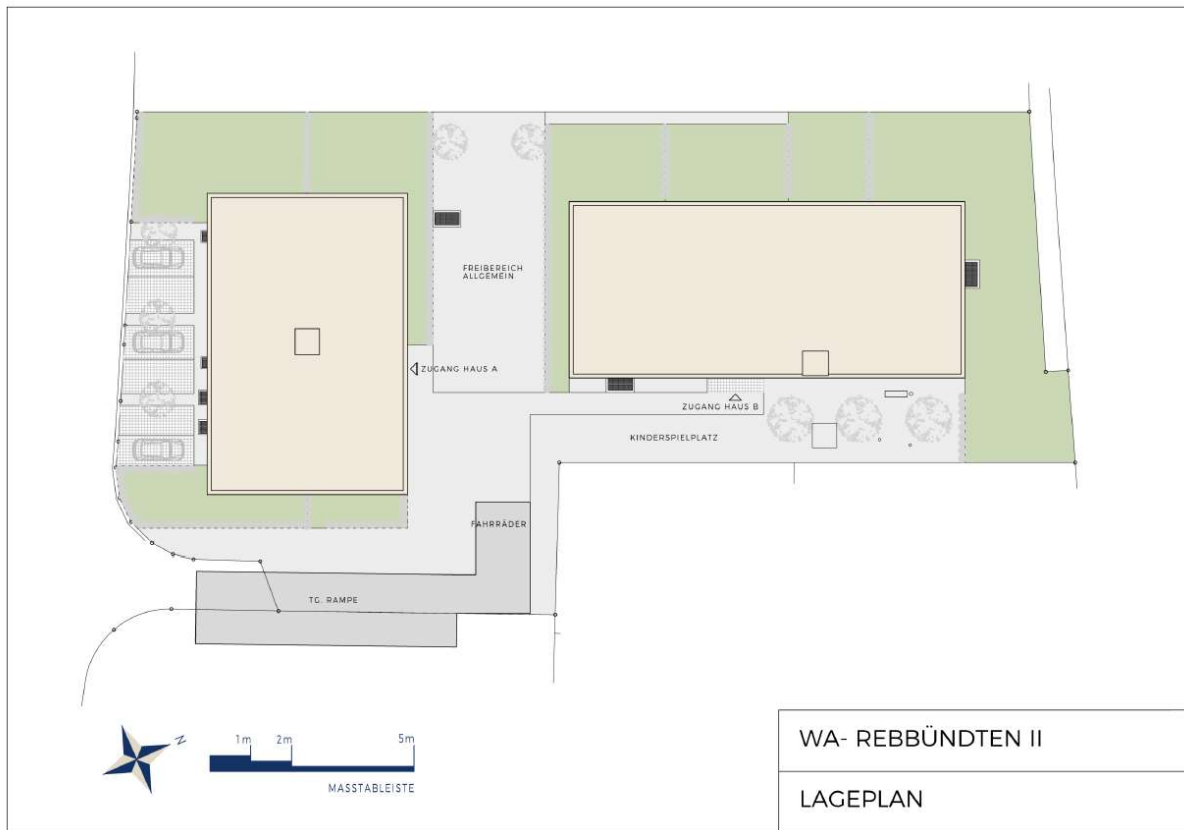 FREIBEREICH
ALLGEMEIN
ZUGANG HAUS A
ZUGANG HAUS B
KINDERSPIELPLATZ
FAHRRÄDER
TG. RAMPE
N
1m 2m 5m
MASSTABLEISTE
WA- REBBÜNDTEN II
LAGEPLAN